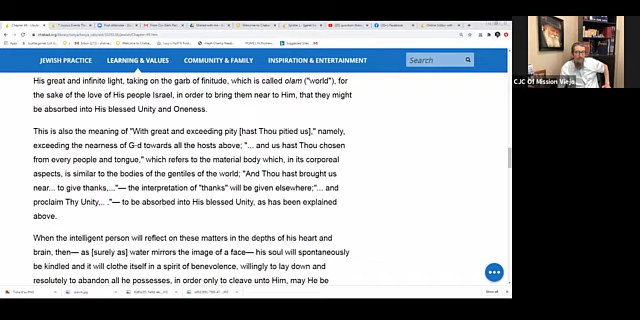 JEWISH PRACTICE LEARNING & VALUES COMMUNITY & FAMILY INSPIRATION & ENTERTAINMENT Search
His great and infinite light, taking on the garb of finitude, which is called olam ("world"), for
the sake of the love of His people Israel, in order to bring them near to Him, that they might
be absorbed into His blessed Unity and Oneness.
This is also the meaning of "With great and exceeding pity [hast Thou pitied us]," namely,
exceeding the nearness of G-d towards all the hosts above; "... and us hast Thou chosen
from every people and tongue," which refers to the material body which, in its corporeal
aspects, is similar to the bodies of the gentiles of the world; "And Thou hast brought us
near... to give thanks,..."— the interpretation of "thanks" will be given elsewhere;"... and
proclaim Thy Unity,.. ."— to be absorbed into His blessed Unity, as has been explained
above.
When the intelligent person will reflect on these matters in the depths of his heart and
brain, then— as [surely as] water mirrors the image of a face— his soul will spontaneously
be kindled and it will clothe itself in a spirit of benevolence, willingly to lay down and
resolutely to abandon all he possesses, in order only to cleave unto Him, may He be
CJC Of Mission Viejo
Show all